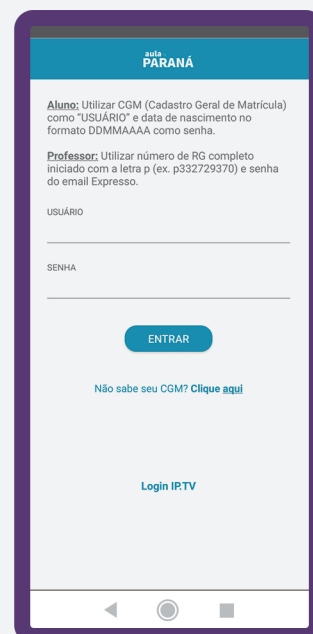 aula
PARANÁ
Aluno: Utilizar CGM (Cadastro Geral de Matrícula)
como “USUÁRIO” e data de nascimento no
formato DDMMAAAA como senha.
Professor: Utilizar número de RG completo
iniciado com a letra p (ex. p332729370) e senha
do email Expresso.
USUÁRIO
SENHA
ENTRAR
Não sabe seu CGM? Clique aqui
Login IP.TV